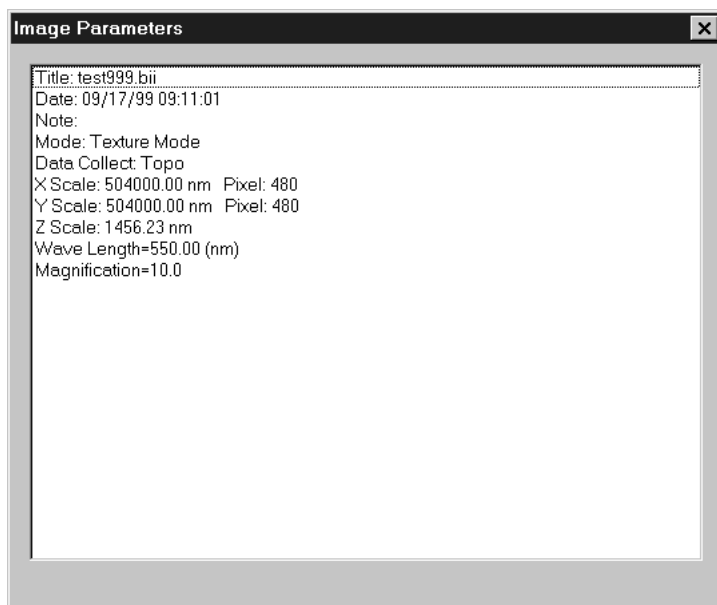 Image Parameters
Title: test999.bii
Date: 09/17/99 09:11:01
Note:
Mode: Texture Mode
Data Collect: Topo
X Scale: 504000.00 nm   Pixel: 480
Y Scale: 504000.00 nm   Pixel: 480
Z Scale: 1456.23 nm
Wave Length=550.00 (nm)
Magnification=10.0